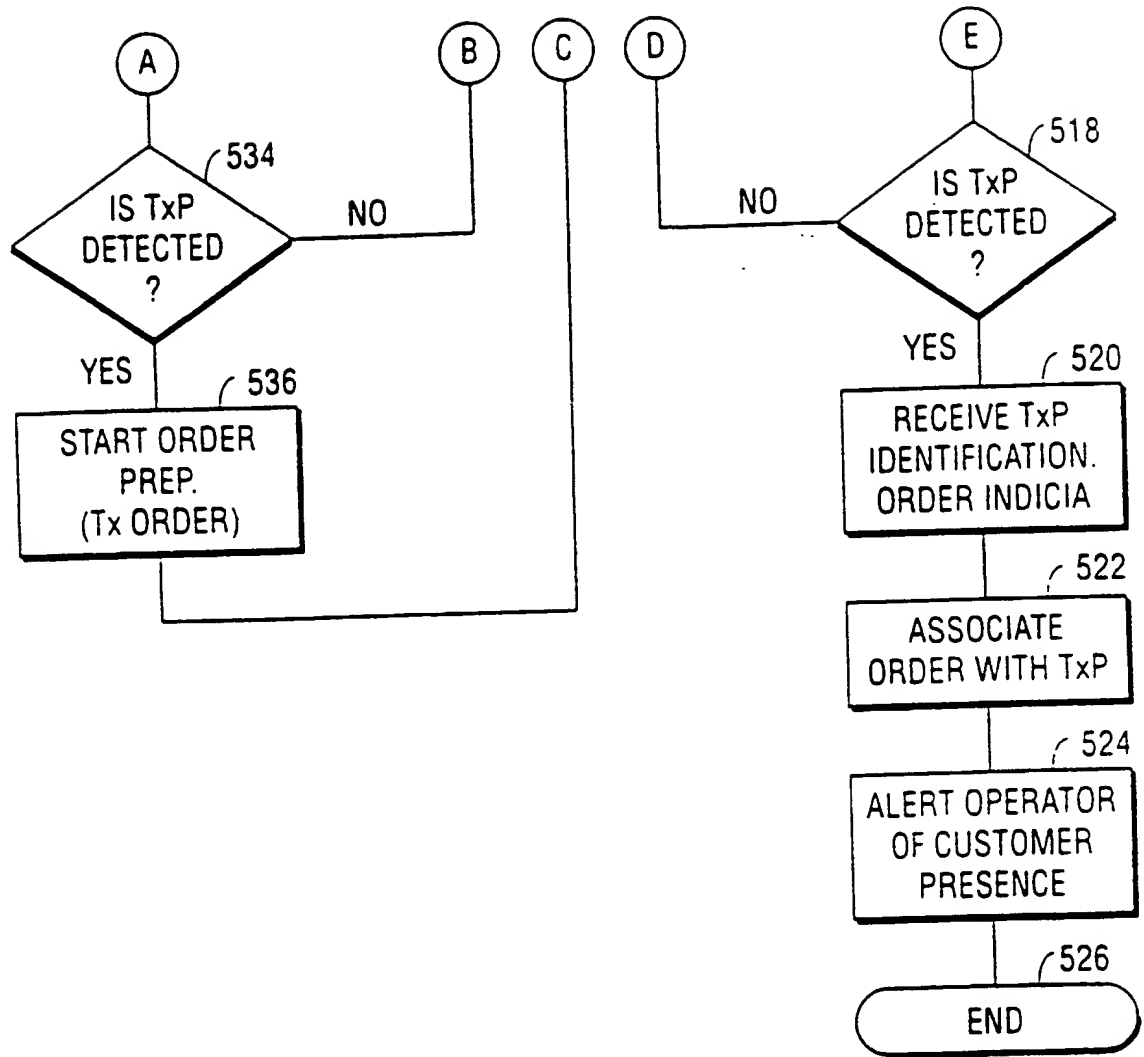 A
B
C
D
E
534
IS TxP
DETECTED
?
NO
YES
536
START ORDER
PREP.
(Tx ORDER)
518
IS TxP
DETECTED
?
NO
YES
520
RECEIVE TxP
IDENTIFICATION.
ORDER INDICIA
522
ASSOCIATE
ORDER WITH TxP
524
ALERT OPERATOR
OF CUSTOMER
PRESENCE
526
END